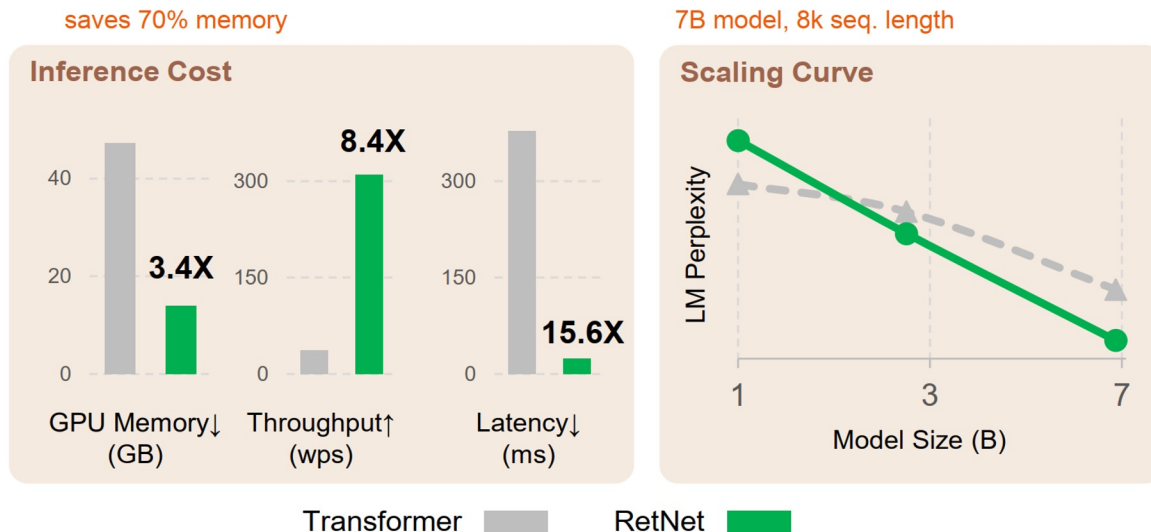 saves 70% memory
7B model, 8k seq. length
Inference Cost
40
20
0
3.4X
GPU Memory↓
(GB)
300
150
0
8.4X
Throughput↑
(wps)
300
150
0
15.6X
Latency↓
(ms)
Scaling Curve
LM Perplexity
1
3
7
Model Size (B)
Transformer
RetNet